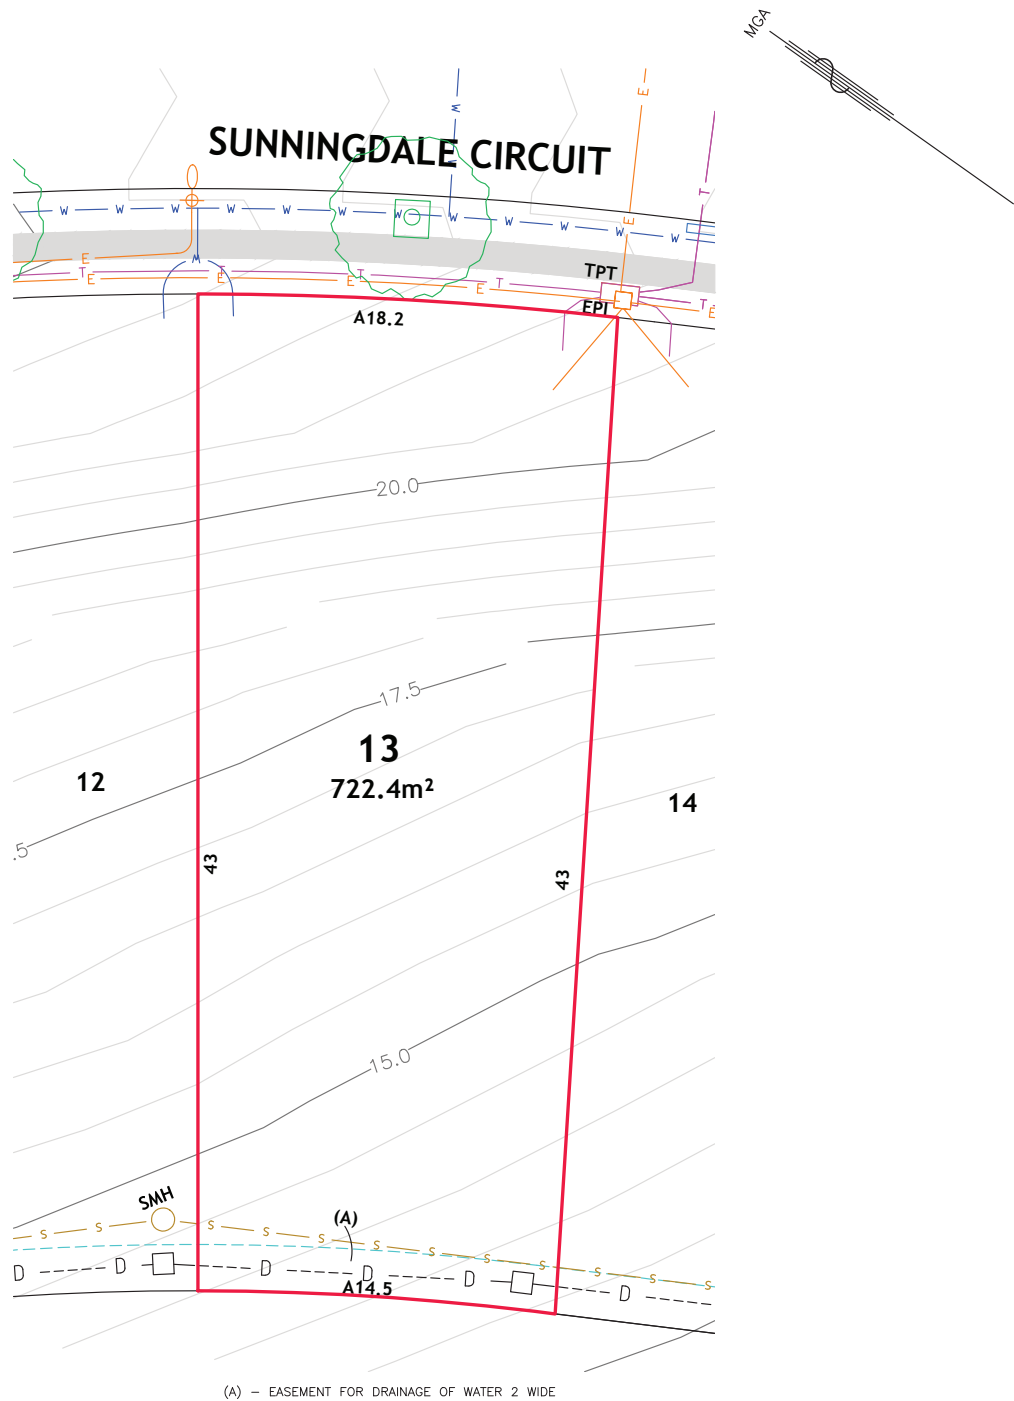 MGA
SUNNINGDALE CIRCUIT
E
W
W
T
E
W W W W W W W W W W W W
E
T T T T T
E E E E E
TPT
EPI
A18.2
20.0
17.5
13
722.4m²
12
14
.5
43
43
15.0
SMH
(A)
S S S S S S S S S S S S
D D D D D D
A14.5
(A) – EASEMENT FOR DRAINAGE OF WATER 2 WIDE